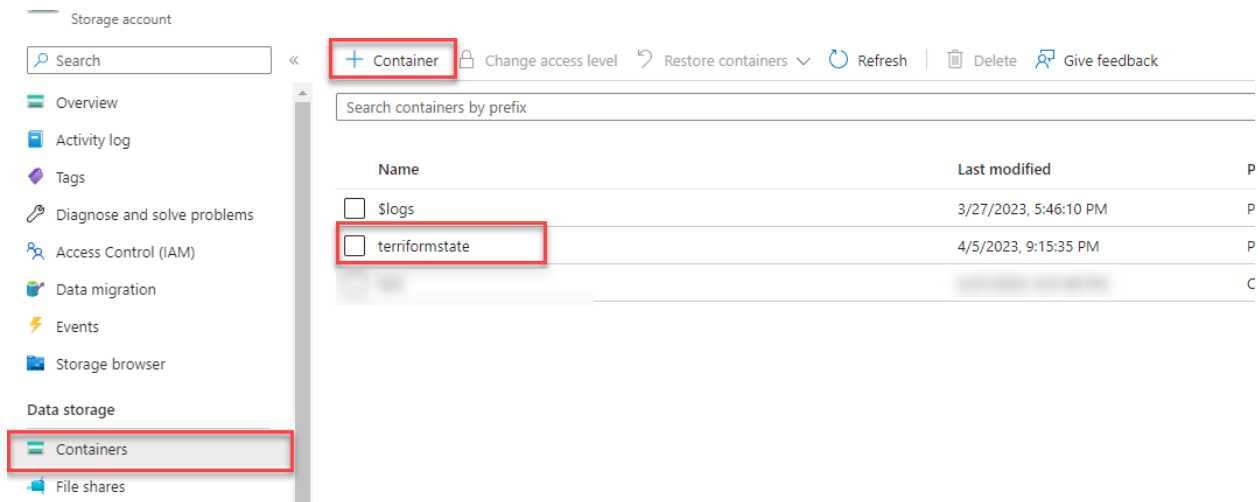 Storage account
Search
«
Container
Change access level
Restore containers
Refresh
Delete
Give feedback
Search containers by prefix
Overview
Activity log
Tags
Diagnose and solve problems
Access Control (IAM)
Data migration
Events
Storage browser
Data storage
Containers
File shares
Name Last modified P
$logs 3/27/2023, 5:46:10 PM P
terriformstate 4/5/2023, 9:15:35 PM P
C